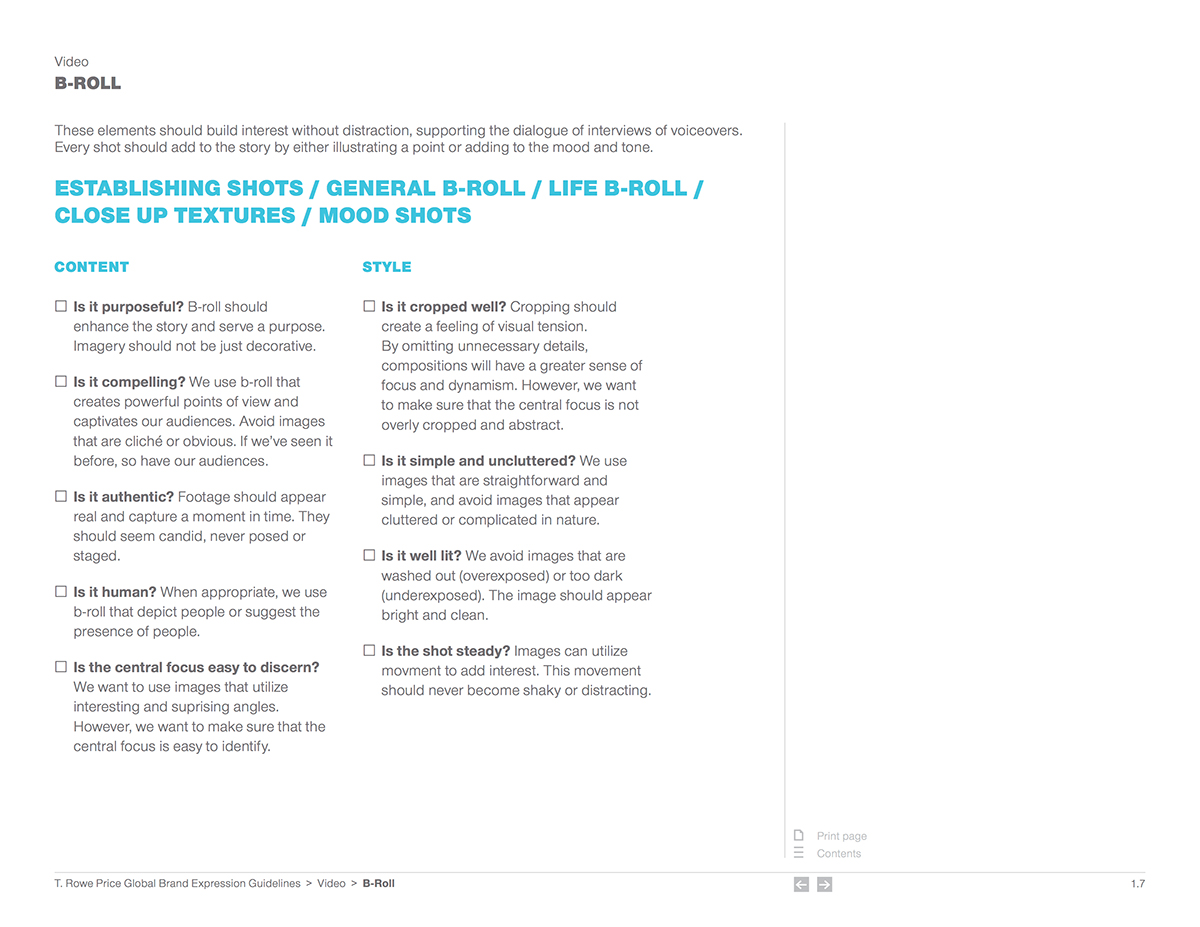 Video
B-ROLL
These elements should build interest without distraction, supporting the dialogue of interviews of voiceovers.
Every shot should add to the story by either illustrating a point or adding to the mood and tone.
ESTABLISHING SHOTS / GENERAL B-ROLL / LIFE B-ROLL /
CLOSE UP TEXTURES / MOOD SHOTS
CONTENT
Is it purposeful? B-roll should
enhance the story and serve a purpose.
Imagery should not be just decorative.
Is it compelling? We use b-roll that
creates powerful points of view and
captivates our audiences. Avoid images
that are cliché or obvious. If we've seen it
before, so have our audiences.
Is it authentic? Footage should appear
real and capture a moment in time. They
should seem candid, never posed or
staged.
Is it human? When appropriate, we use
b-roll that depict people or suggest the
presence of people.
Is the central focus easy to discern?
We want to use images that utilize
interesting and suprising angles.
However, we want to make sure that the
central focus is easy to identify.
STYLE
Is it cropped well? Cropping should
create a feeling of visual tension.
By omitting unnecessary details,
compositions will have a greater sense of
focus and dynamism. However, we want
to make sure that the central focus is not
overly cropped and abstract.
Is it simple and uncluttered? We use
images that are straightforward and
simple, and avoid images that appear
cluttered or complicated in nature.
Is it well lit? We avoid images that are
washed out (overexposed) or too dark
(underexposed). The image should appear
bright and clean.
Is the shot steady? Images can utilize
movment to add interest. This movement
should never become shaky or distracting.
Print page
Contents
T. Rowe Price Global Brand Expression Guidelines > Video > B-Roll
1.7